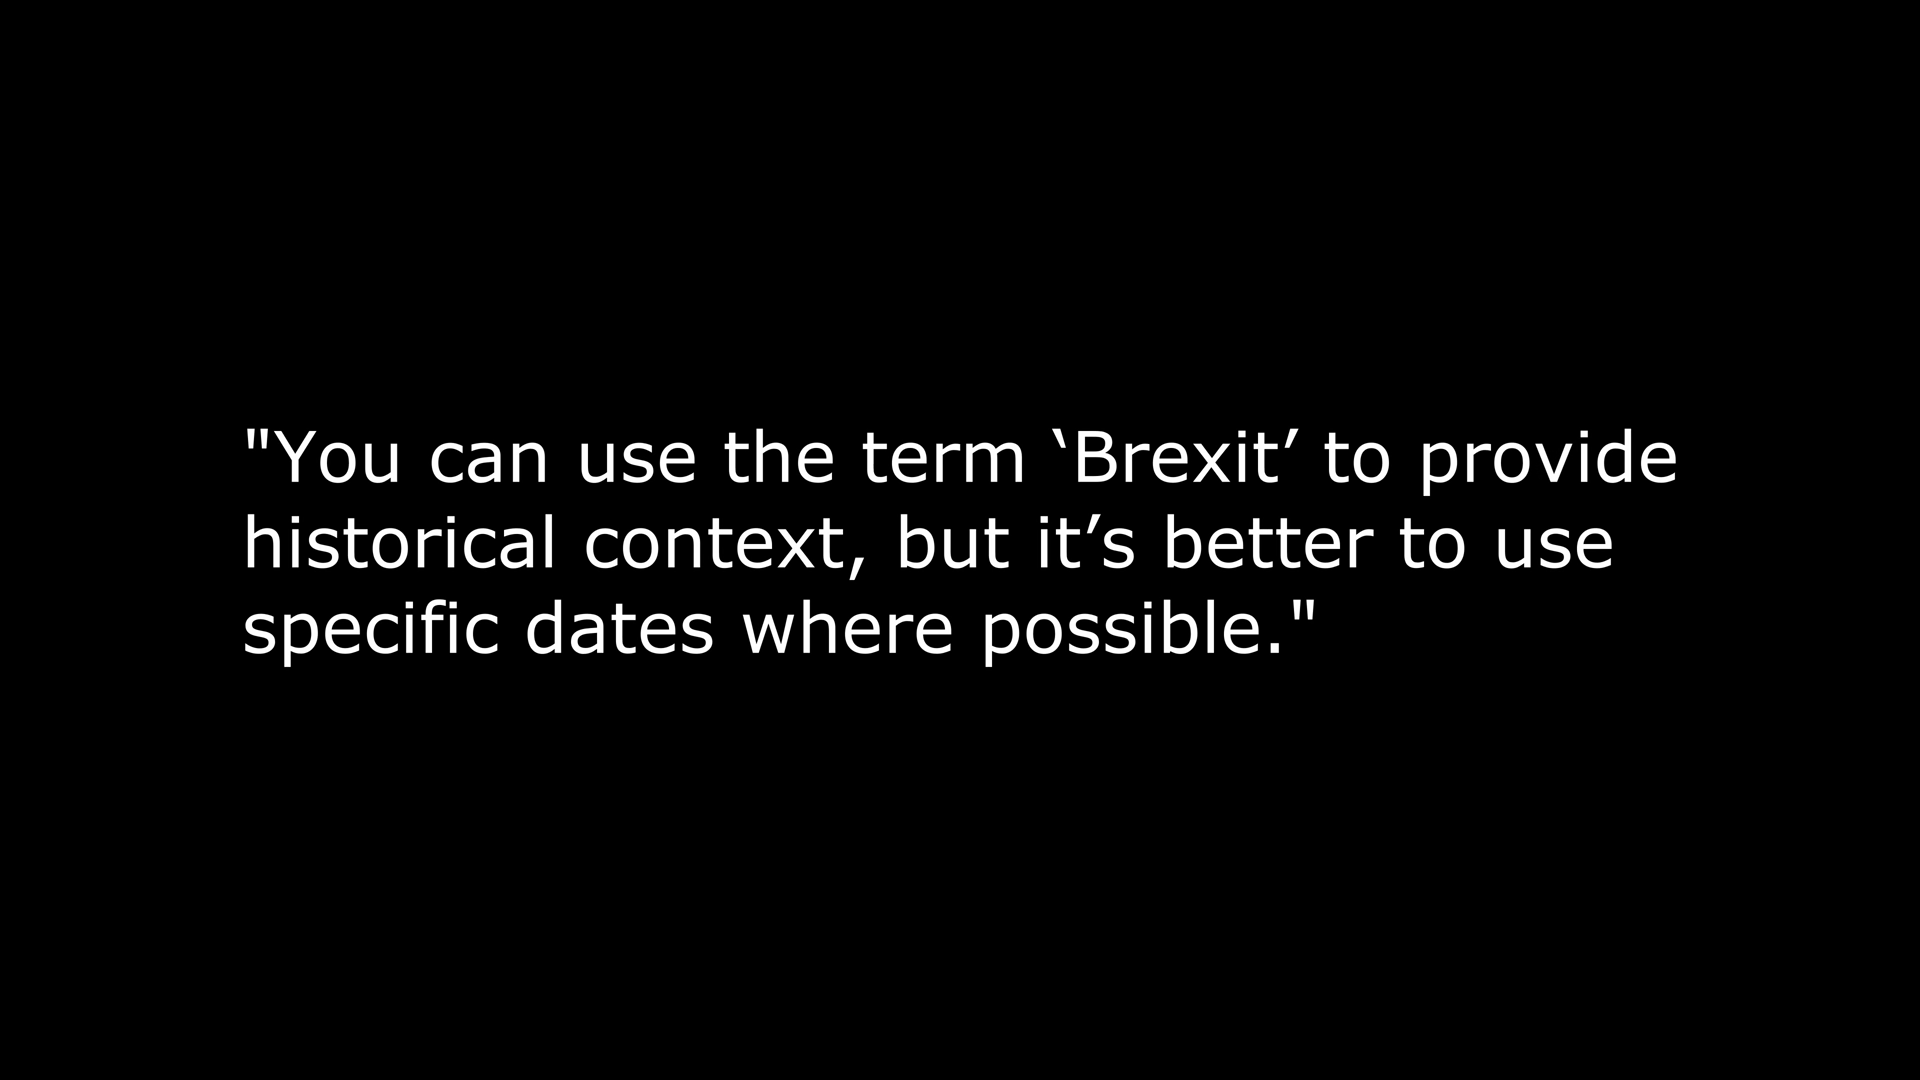 "You can use the term ‘Brexit’ to provide
historical context, but it’s better to use
specific dates where possible."